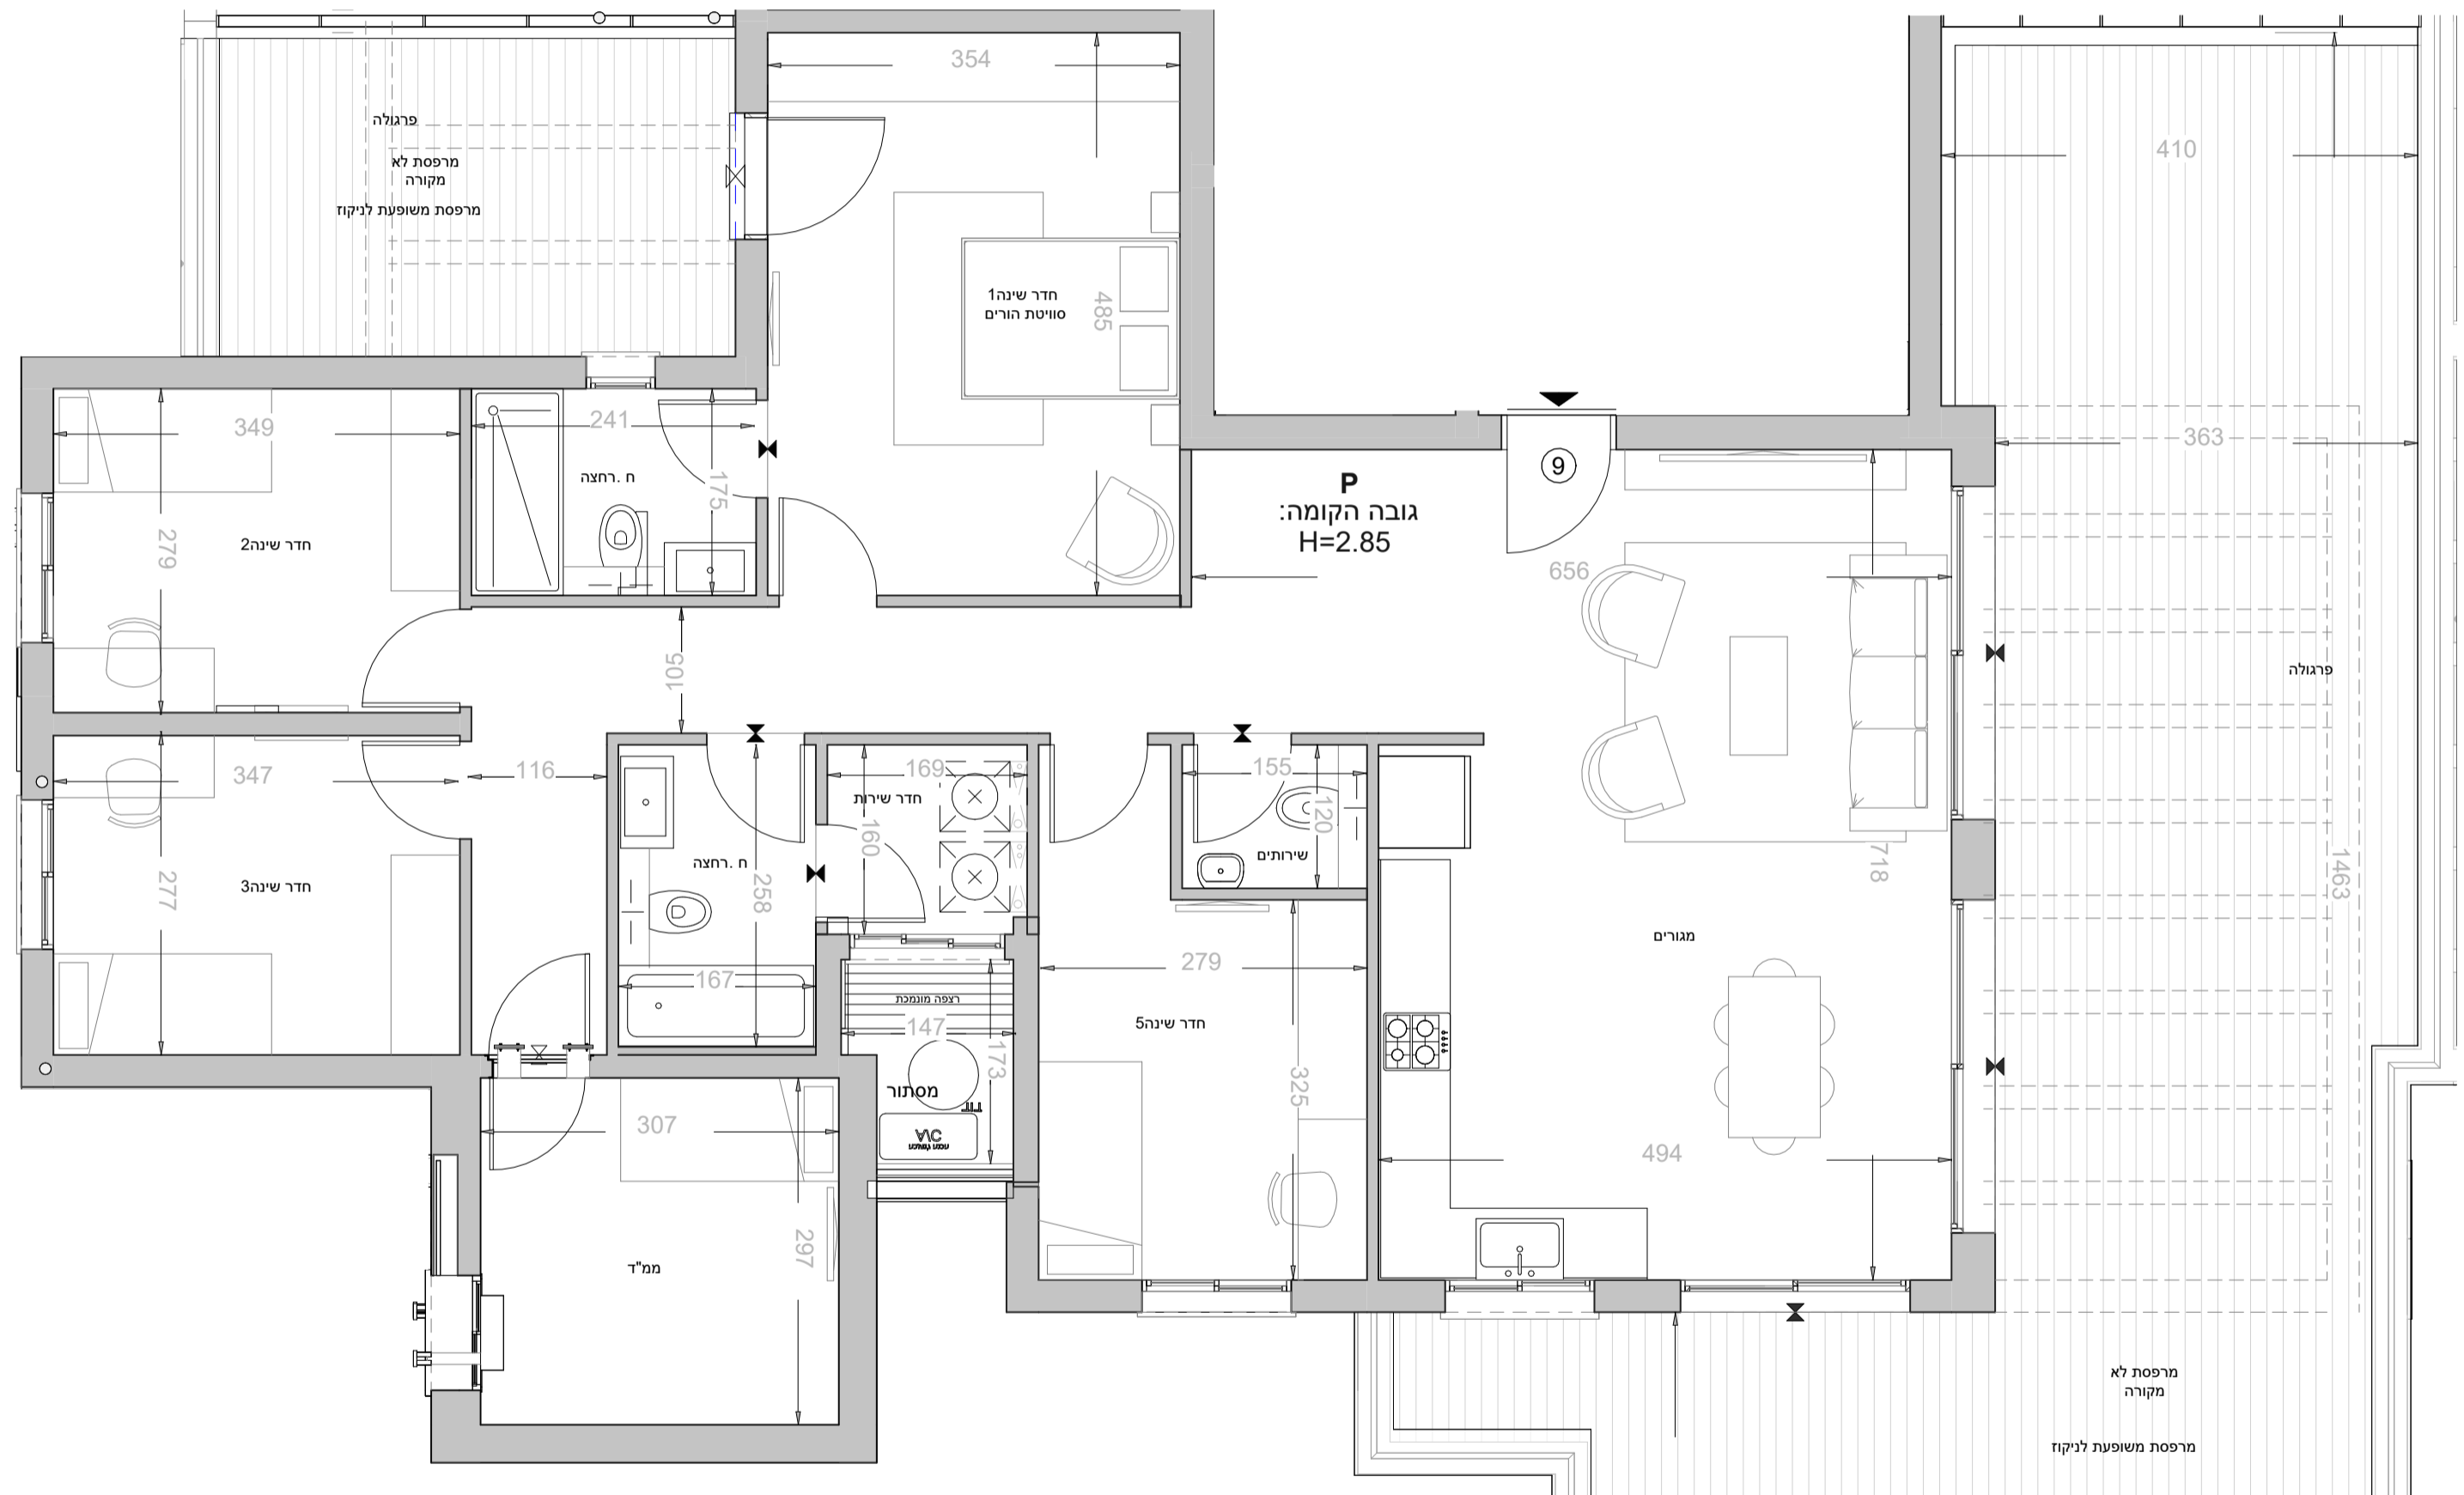 354
410
פרגולה
מרפסת לא
מקורה
מרפסת משופעת לניקוז
חדר שינה1
סוויטת הורים
485
349
241
363
ח .רחצה
175
9
P
גובה הקומה:
H=2.85
279
חדר שינה2
656
105
פרגולה
347
116
169
155
חדר שירות
120
160
718
1463
שירותים
ח .רחצה
258
277
חדר שינה3
מגורים
167
279
רצפה מונמכת
147
חדר שינה5
173
מסתור
325
307
494
297
ממ"ד
מרפסת לא
מקורה
מרפסת משופעת לניקוז